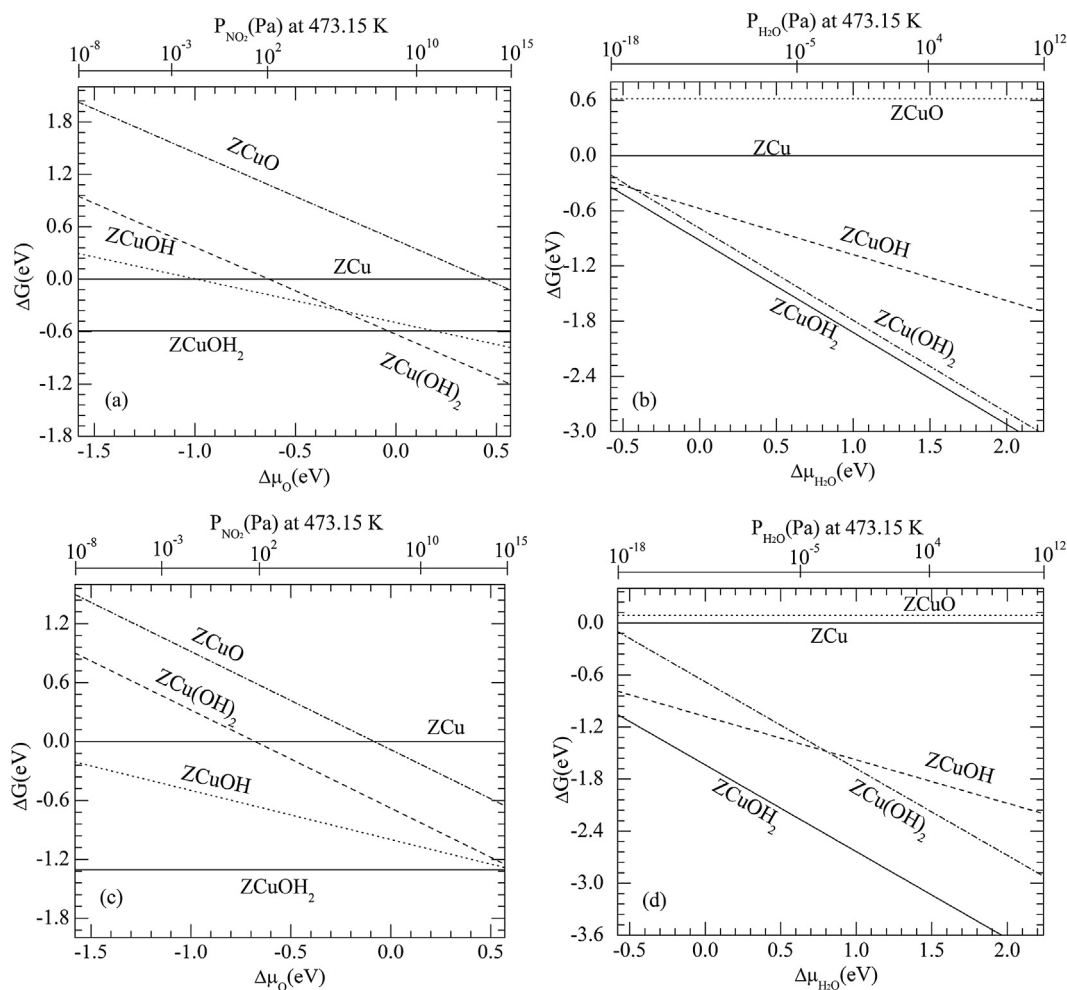 P_NO₂(Pa) at 473.15 K
10⁻⁸ 10⁻³ 10² 10¹⁰ 10¹⁵
1.8
1.2
0.6
0.0
-0.6
-1.2
-1.8
ΔG(eV)
ZCuO
ZCuOH
ZCu
ZCuOH₂
ZCu(OH)₂
(a)
-1.5 -1.0 -0.5 0.0 0.5
Δμ_O(eV)
P_H₂O(Pa) at 473.15 K
10⁻¹⁸ 10⁻⁵ 10⁴ 10¹²
0.6
0.0
-0.6
-1.2
-1.8
-2.4
-3.0
ΔG(eV)
ZCuO
ZCu
ZCuOH
ZCuOH₂
ZCu(OH)₂
(b)
-0.5 0.0 0.5 1.0 1.5 2.0
Δμ_H₂O(eV)
P_NO₂(Pa) at 473.15 K
10⁻⁸ 10⁻³ 10² 10¹⁰ 10¹⁵
1.2
0.6
0.0
-0.6
-1.2
-1.8
ΔG(eV)
ZCuO
ZCu(OH)₂
ZCu
ZCuOH
ZCuOH₂
(c)
-1.5 -1.0 -0.5 0.0 0.5
Δμ_O(eV)
P_H₂O(Pa) at 473.15 K
10⁻¹⁸ 10⁻⁵ 10⁴ 10¹²
0.0
-0.6
-1.2
-1.8
-2.4
-3.0
-3.6
ΔG(eV)
ZCuO
ZCu
ZCuOH
ZCuOH₂
ZCu(OH)₂
(d)
-0.5 0.0 0.5 1.0 1.5 2.0
Δμ_H₂O(eV)